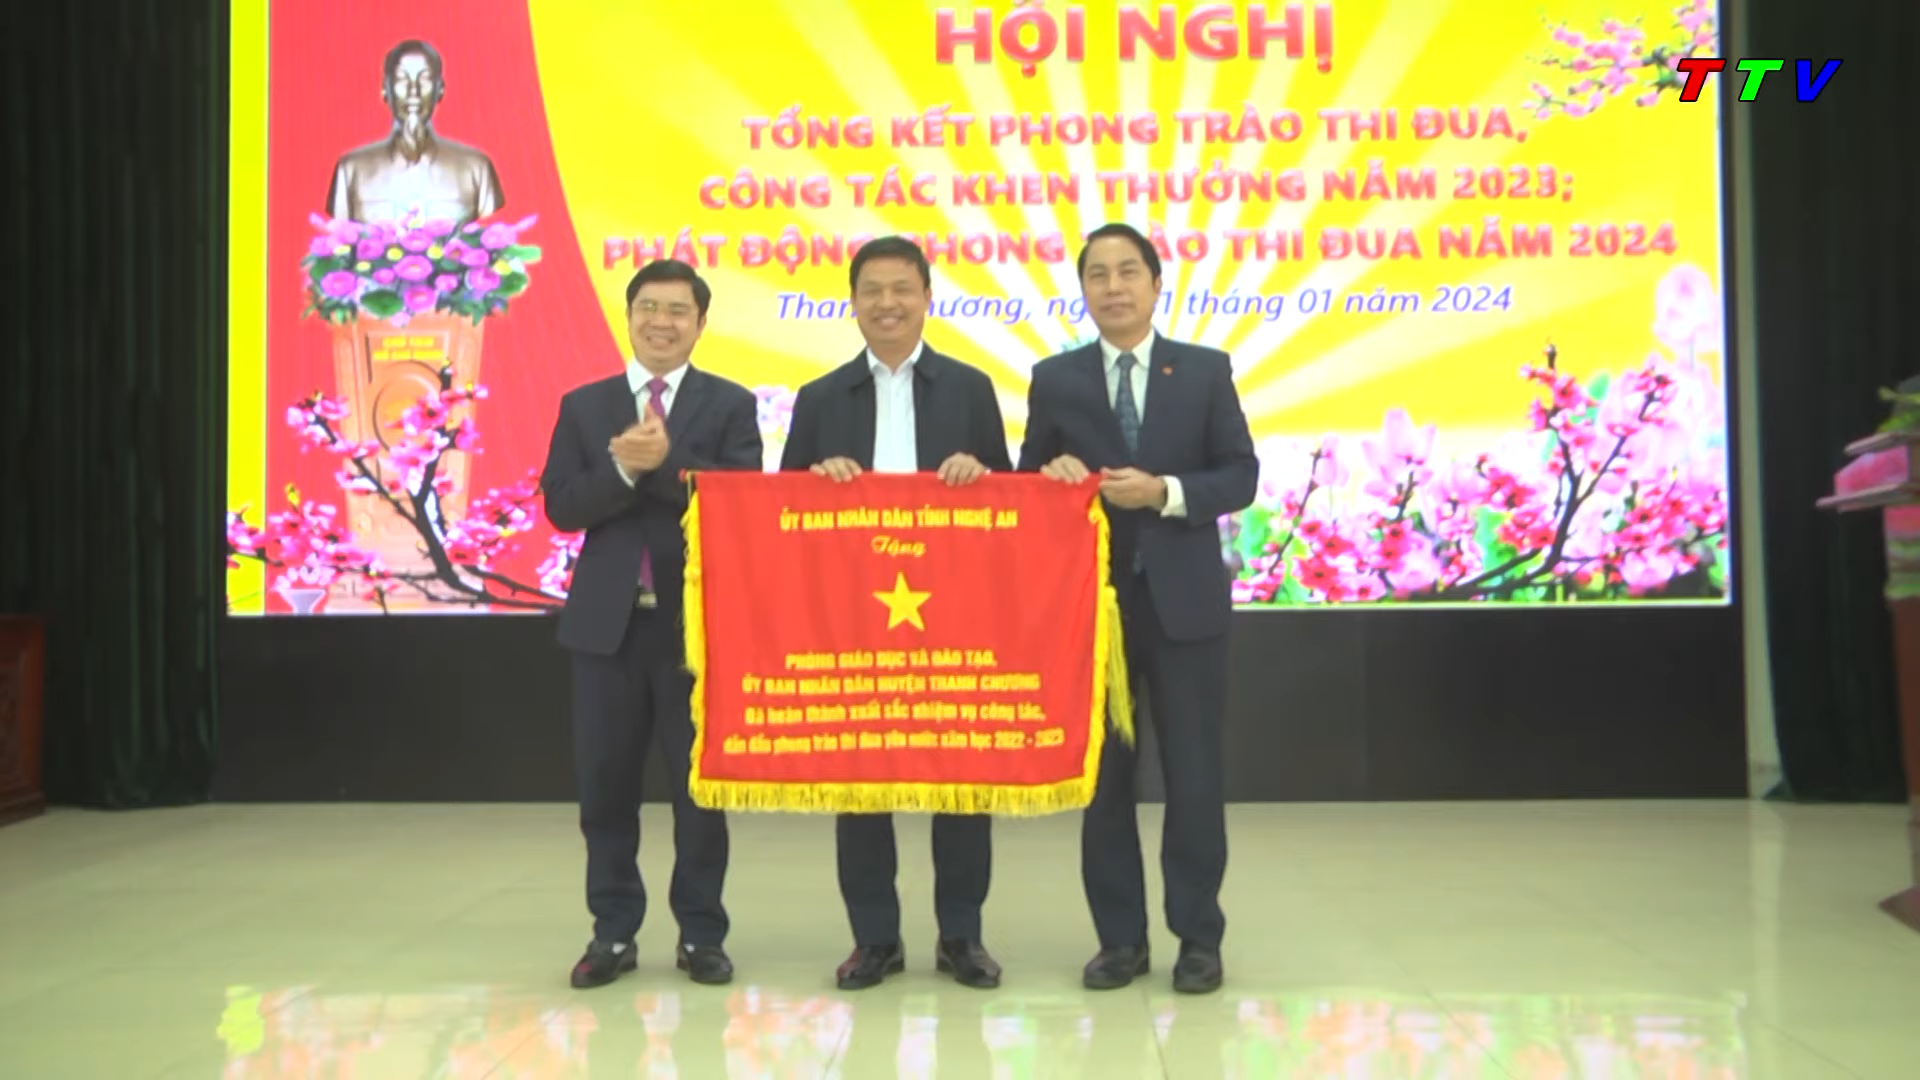 HỘI NGHỊ
TTV
TỔNG KẾT PHONG TRÀO THI ĐUA,
CÔNG TÁC KHEN THƯỞNG NĂM 2023;
PHÁT ĐỘNG PHONG TRÀO THI ĐUA NĂM 2024
tháng 01 năm 2024
ỦY BAN NHÂN DÂN TỈNH NGHỆ AN
Tặng
PHÒNG GIÁO DỤC VÀ ĐÀO TẠO,
ỦY BAN NHÂN DÂN HUYỆN THANH CHƯƠNG
Đã hoàn thành xuất sắc nhiệm vụ công tác,
dẫn đầu phong trào thi đua yêu nước năm học 2022 - 2023